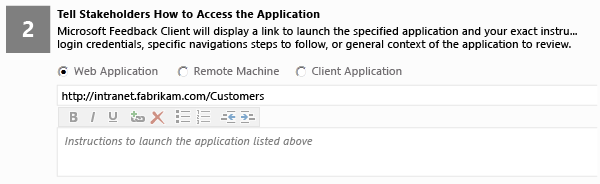 2
Tell Stakeholders How to Access the Application
Microsoft Feedback Client will display a link to launch the specified application and your exact instru...
login credentials, specific navigations steps to follow, or general context of the application to review.
Web Application Remote Machine Client Application
http://intranet.fabrikam.com/Customers
B I U
Instructions to launch the application listed above